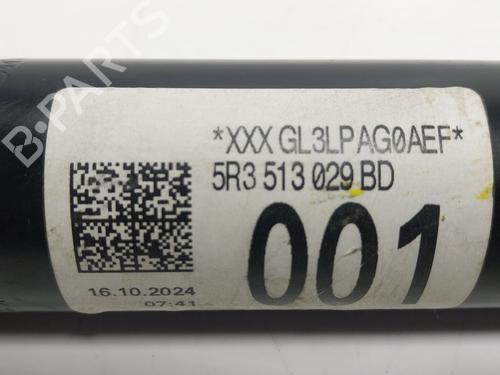 *XXX GL3LPAG0AEF*
5R3 513 029 BD
001
16.10.2024
07:41
B-PARTS